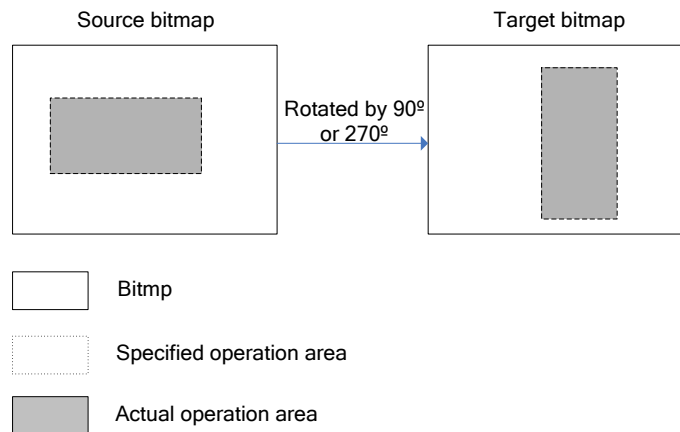 Source bitmap
Target bitmap
Rotated by 90º
or 270º
Bitmp
Specified operation area
Actual operation area